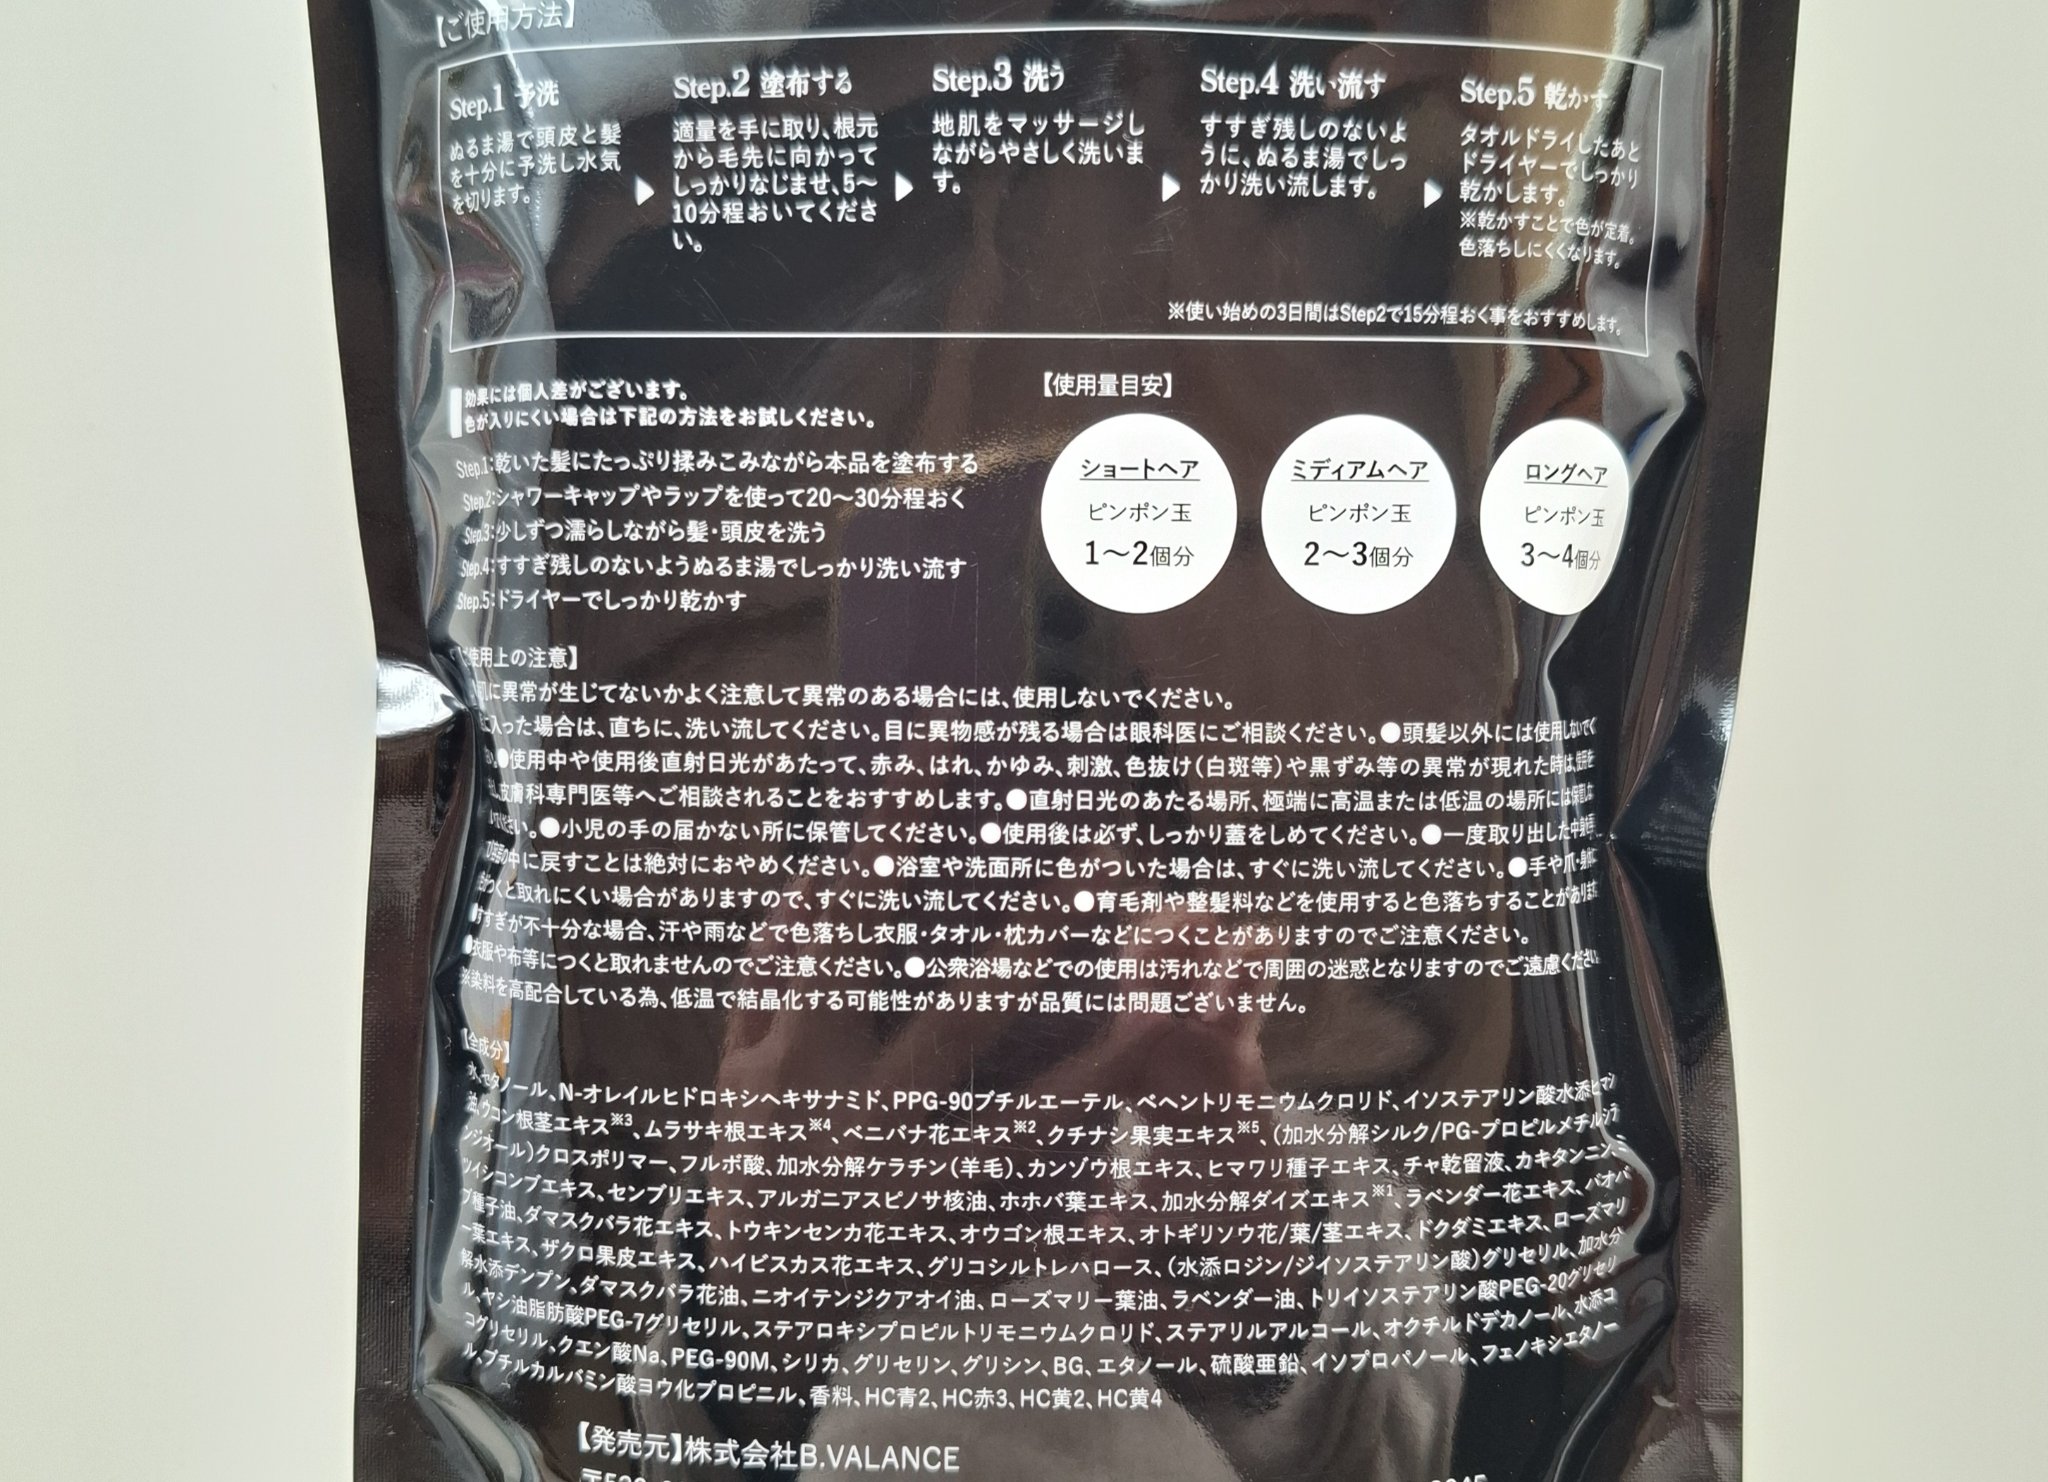 【ご使用方法】
Step.1 予洗
ぬるま湯で頭皮と髪
を十分に予洗し水気
を切ります。
Step.2 塗布する
適量を手に取り、根元
から毛先に向かって
しっかりなじませ、5〜
10分程おいてくださ
い。
Step.3 洗う
地肌をマッサージし
ながらやさしく洗いま
す。
Step.4 洗い流す
すすぎ残しのないよ
うに、ぬるま湯でしっ
かり洗い流します。
Step.5 乾かす
タオルドライしたあと
ドライヤーでしっかり
乾かします。
※乾かすことで色が定着。
色落ちしにくくなります。
※使い始めの3日間はStep2で15分程おく事をおすすめします。
効果には個人差がございます。
色が入りにくい場合は下記の方法をお試しください。
Step.1:乾いた髪にたっぷり揉みこみながら本品を塗布する
Step.2:シャワーキャップやラップを使って20〜30分程おく
Step.3:少しずつ濡らしながら髪・頭皮を洗う
Step.4:すすぎ残しのないようぬるま湯でしっかり洗い流す
Step.5:ドライヤーでしっかり乾かす
【使用量目安】
ショートヘア
ピンポン玉
1〜2個分
ミディアムヘア
ピンポン玉
2〜3個分
ロングヘア
ピンポン玉
3〜4個分
使用上の注意】
肌に異常が生じてないかよく注意して異常のある場合には、使用しないでください。
に入った場合は、直ちに、洗い流してください。目に異物感が残る場合は眼科医にご相談ください。●頭髪以外には使用しないでく
い。●使用中や使用後直射日光があたって、赤み、はれ、かゆみ、刺激、色抜け(白斑等)や黒ずみ等の異常が現れた時は、使用を
し、皮膚科専門医等へご相談されることをおすすめします。●直射日光のあたる場所、極端に高温または低温の場所には保管しな
ください。●小児の手の届かない所に保管してください。●使用後は必ず、しっかり蓋をしめてください。●一度取り出した中身を
の中に戻すことは絶対におやめください。●浴室や洗面所に色がついた場合は、すぐに洗い流してください。●手や爪・身体に
つくと取れにくい場合がありますので、すぐに洗い流してください。●育毛剤や整髪料などを使用すると色落ちすることがありま
●すすぎが不十分な場合、汗や雨などで色落ちし衣服・タオル・枕カバーなどにつくことがありますのでご注意ください。
●衣服や布等につくと取れませんのでご注意ください。●公衆浴場などでの使用は汚れなどで周囲の迷惑となりますのでご遠慮ください
※染料を高配合している為、低温で結晶化する可能性がありますが品質には問題ございません。
【全成分】
水、セタノール、N-オレイルヒドロキシヘキサナミド、PPG-90ブチルエーテル、ベヘントリモニウムクロリド、イソステアリン酸水添ヒマシ
油、ウコン根茎エキス※3、ムラサキ根エキス※4、ベニバナ花エキス※2、クチナシ果実エキス※5、(加水分解シルク/PG-プロピルメチルシラ
ンジオール)クロスポリマー、フルボ酸、加水分解ケラチン(羊毛)、カンゾウ根エキス、ヒマワリ種子エキス、チャ乾留液、カキタンニン、ミ
ツイシコンブエキス、センブリエキス、アルガニアスピノサ核油、ホホバ葉エキス、加水分解ダイズエキス※1、ラベンダー花エキス、バオバ
ブ種子油、ダマスクバラ花エキス、トウキンセンカ花エキス、オウゴン根エキス、オトギリソウ花/葉/茎エキス、ドクダミエキス、ローズマリ
ー葉エキス、ザクロ果皮エキス、ハイビスカス花エキス、グリコシルトレハロース、(水添ロジン/ジイソステアリン酸)グリセリル、加水分
解水添デンプン、ダマスクバラ花油、ニオイテンジクアオイ油、ローズマリー葉油、ラベンダー油、トリイソステアリン酸PEG-20グリセリ
ル、ヤシ油脂肪酸PEG-7グリセリル、ステアロキシプロピルトリモニウムクロリド、ステアリルアルコール、オクチルドデカノール、水添コ
コグリセリル、クエン酸Na、PEG-90M、シリカ、グリセリン、グリシン、BG、エタノール、硫酸亜鉛、イソプロパノール、フェノキシエタノー
ル、ブチルカルバミン酸ヨウ化プロピニル、香料、HC青2、HC赤3、HC黄2、HC黄4
【発売元】株式会社B.VALANCE